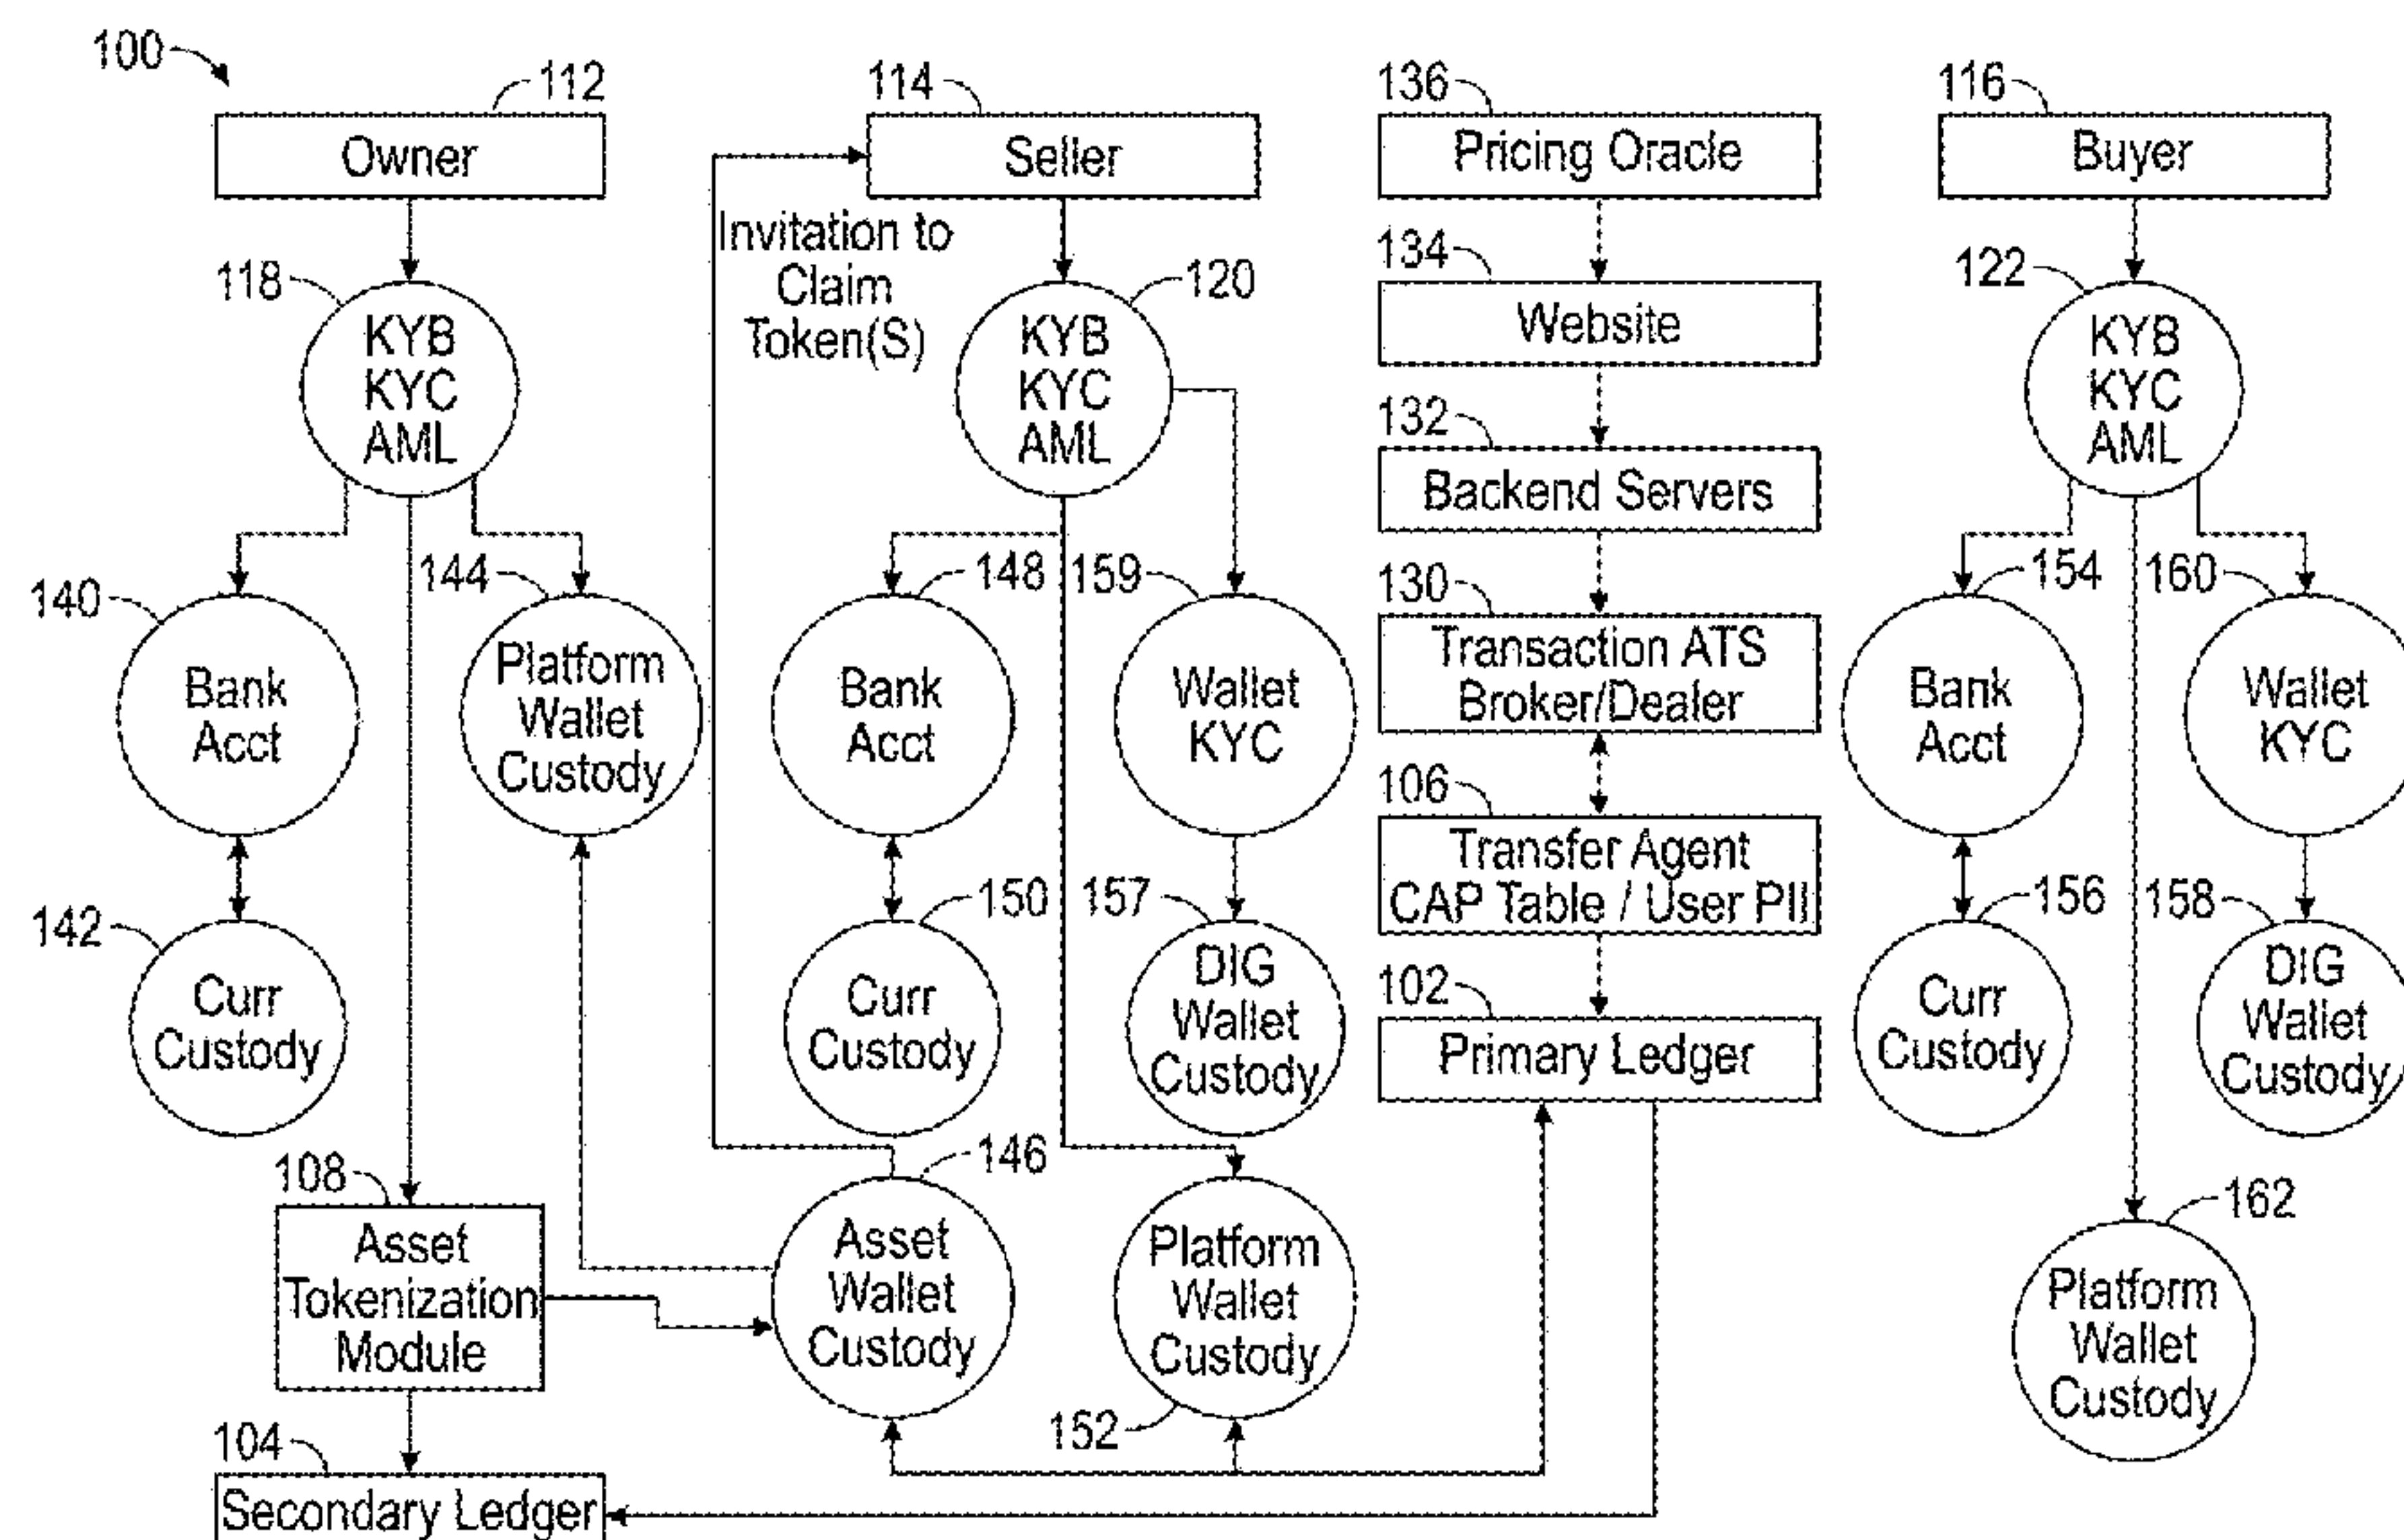 100
112
114
136
116
Owner
Seller
Pricing Oracle
Buyer
Invitation to
Claim
Token(S)
118
120
134
122
KYB
KYC
AML
KYB
KYC
AML
Website
KYB
KYC
AML
132
Backend Servers
140
144
148
159
130
154
160
Bank
Acct
Platform
Wallet
Custody
Bank
Acct
Wallet
KYC
Transaction ATS
Broker/Dealer
Bank
Acct
Wallet
KYC
106
Transfer Agent
CAP Table / User PII
142
150
157
156
158
Curr
Custody
Curr
Custody
DIG
Wallet
Custody
102
Primary Ledger
Curr
Custody
DIG
Wallet
Custody
108
146
162
Asset
Tokenization
Module
Asset
Wallet
Custody
Platform
Wallet
Custody
Platform
Wallet
Custody
152
104
Secondary Ledger